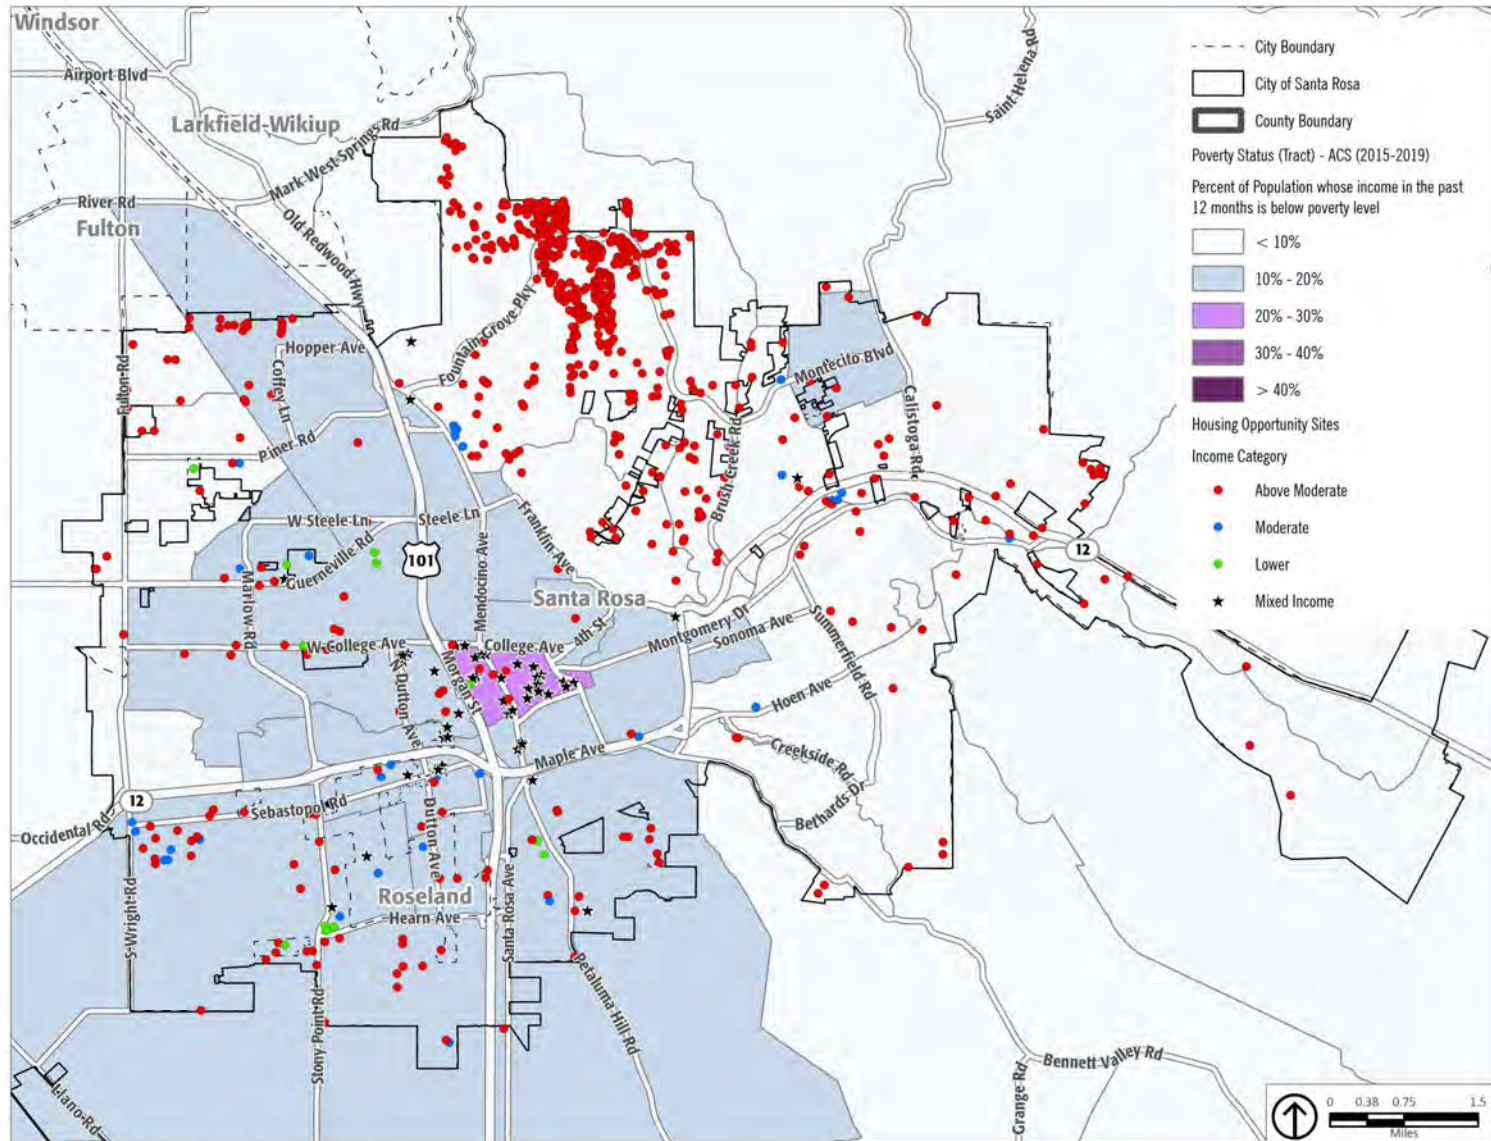 Windsor
Airport Blvd
Larkfield-Wikiup
Mark West Springs Rd
Saint Helena Rd
River Rd
Fulton
Old Redwood Hwy
Hopper Ave
Fountain Grove Pky
Fulton Rd
Coffey Ln
Piner Rd
Montecito Blvd
Calistoga Rd
Brush Creek Rd
W Steele Ln
Steele Ln
Franklin Ave
Guerneville Rd
101
Mendocino Ave
12
Marlow Rd
Santa Rosa
W College Ave
College Ave
4th St
Montgomery Dr
Sonoma Ave
Summerfield Rd
N Dutton Ave
Morgan St
Hoen Ave
Maple Ave
Creekside Rd
Bethards Dr
12
Occidental Rd
Sebastopol Rd
Dutton Ave
Roseland
Hearn Ave
S Wright Rd
Santa Rosa Ave
Stony Point Rd
Petaluma Hill Rd
Llano Rd
Bennett Valley Rd
Grange Rd
City Boundary
City of Santa Rosa
County Boundary
Poverty Status (Tract) - ACS (2015-2019)
Percent of Population whose income in the past
12 months is below poverty level
< 10%
10% - 20%
20% - 30%
30% - 40%
> 40%
Housing Opportunity Sites
Income Category
Above Moderate
Moderate
Lower
Mixed Income
0 0.38 0.75 1.5
Miles